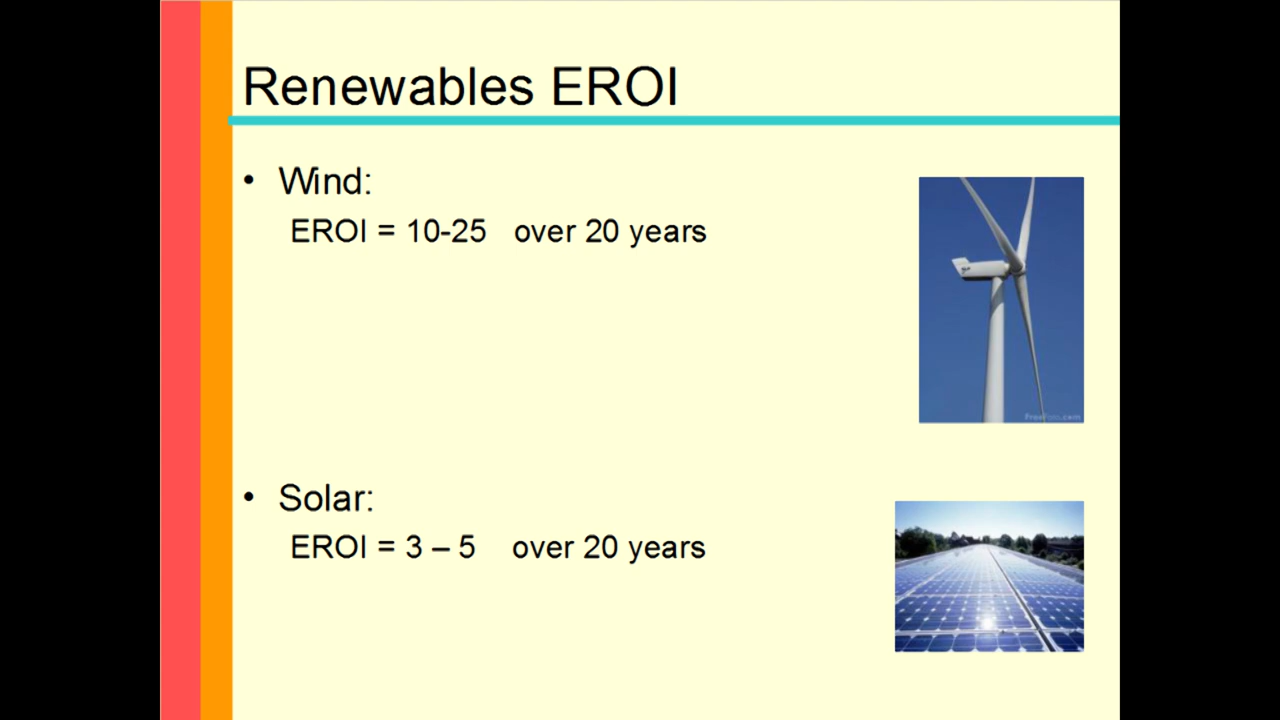 Renewables EROI
• Wind:
EROI = 10-25 over 20 years
• Solar:
EROI = 3 – 5 over 20 years